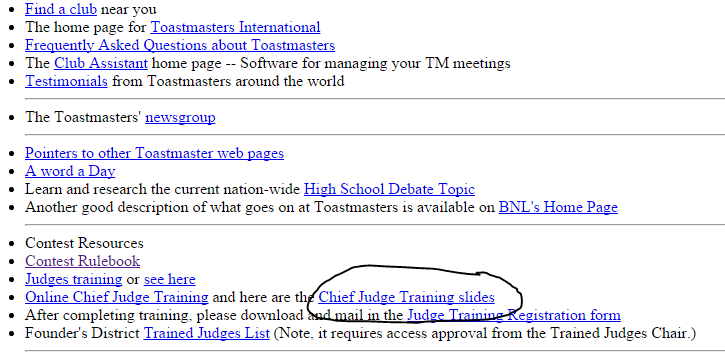 Find a club near you
The home page for Toastmasters International
Frequently Asked Questions about Toastmasters
The Club Assistant home page -- Software for managing your TM meetings
Testimonials from Toastmasters around the world
The Toastmasters' newsgroup
Pointers to other Toastmaster web pages
A word a Day
Learn and research the current nation-wide High School Debate Topic
Another good description of what goes on at Toastmasters is available on BNL's Home Page
Contest Resources
Contest Rulebook
Judges training or see here
Online Chief Judge Training and here are the Chief Judge Training slides
After completing training, please download and mail in the Judge Training Registration form
Founder's District Trained Judges List (Note, it requires access approval from the Trained Judges Chair.)